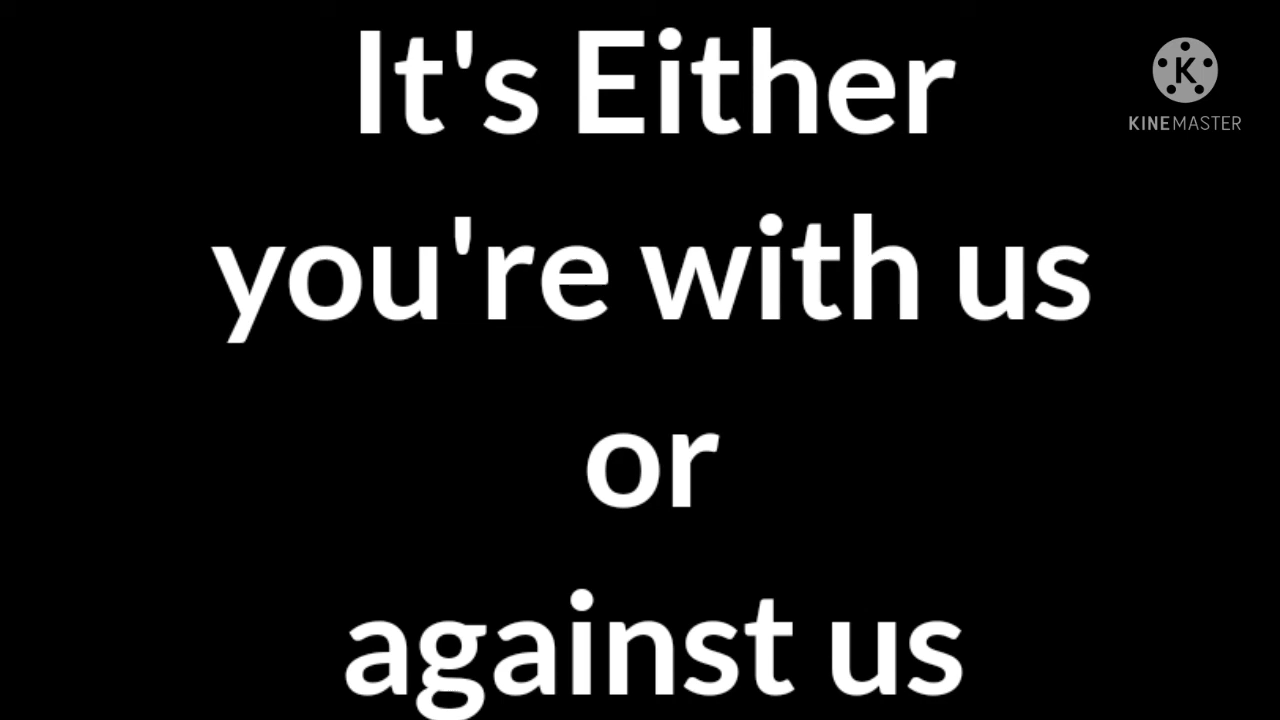 It's Either
K
KINEMASTER
you're with us
or
against us